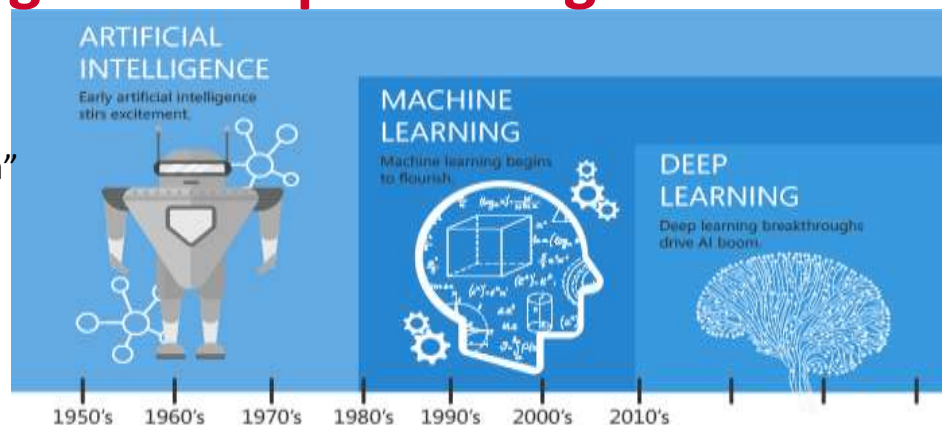 ARTIFICIAL
INTELLIGENCE
Early artificial intelligence
stirs excitement.
MACHINE
LEARNING
Machine learning begins
to flourish.
DEEP
LEARNING
Deep learning breakthroughs
drive AI boom.
1950's 1960's 1970's 1980's 1990's 2000's 2010's